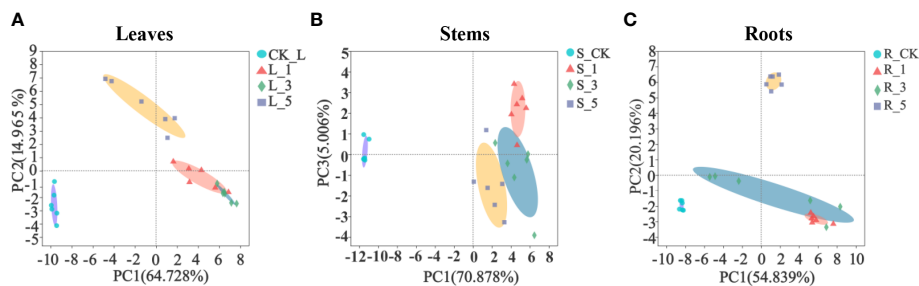 A
Leaves
PC2(14.965 %)
9
8
7
6
5
4
3
2
1
0
-1
-2
-3
-4
-5
-10 -8 -6 -4 -2 0 2 4 6 8 10
PC1(64.728%)
CK_L
L_1
L_3
L_5
B
Stems
PC3(5.006%)
5
4
3
2
1
0
-1
-2
-3
-4
-12 -10 -8 -6 -4 -2 0 2 4 6 8
PC1(70.878%)
S_CK
S_1
S_3
S_5
C
Roots
PC2(20.196%)
8
7
6
5
4
3
2
1
0
-1
-2
-3
-4
-10 -8 -6 -4 -2 0 2 4 6 8 10
PC1(54.839%)
R_CK
R_1
R_3
R_5